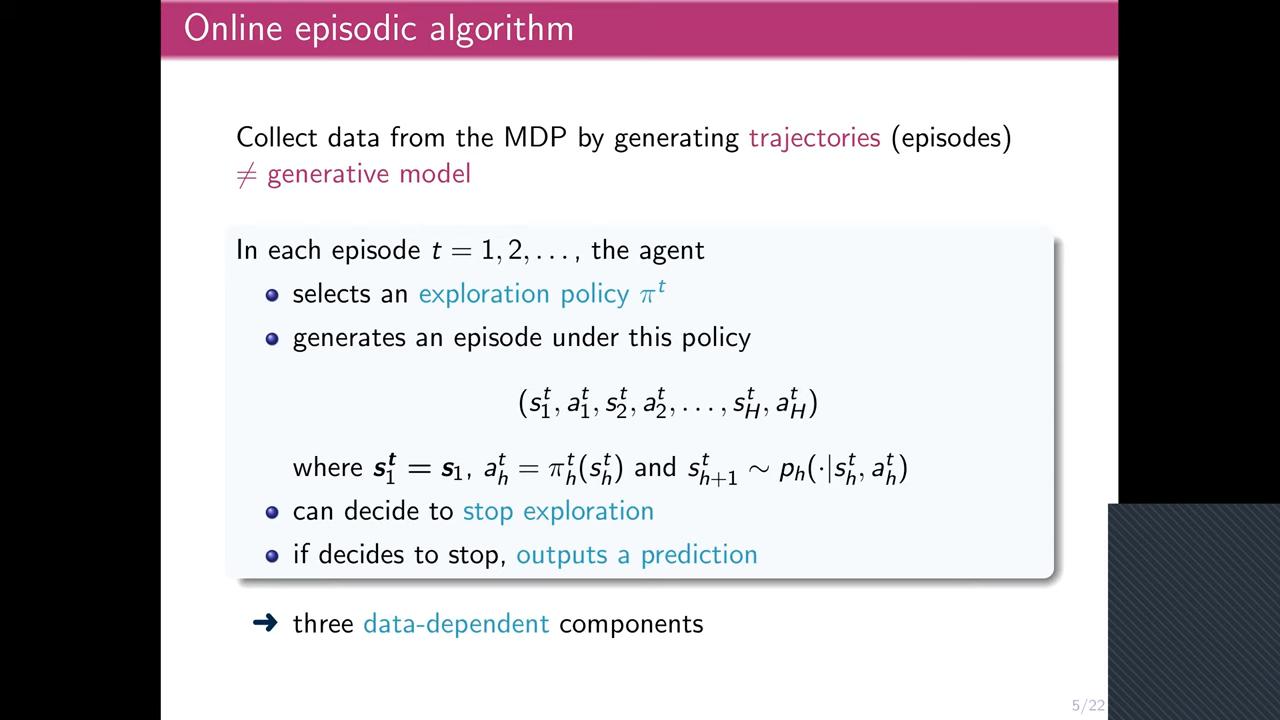 Online episodic algorithm
Collect data from the MDP by generating trajectories (episodes)
≠ generative model
In each episode t = 1, 2, . . . , the agent
selects an exploration policy π^t
generates an episode under this policy
(s_1^t, a_1^t, s_2^t, a_2^t, . . . , s_H^t, a_H^t)
where s_1^t = s_1, a_h^t = π_h^t(s_h^t) and s_{h+1}^t ∼ p_h(·|s_h^t, a_h^t)
can decide to stop exploration
if decides to stop, outputs a prediction
➜ three data-dependent components
5/22